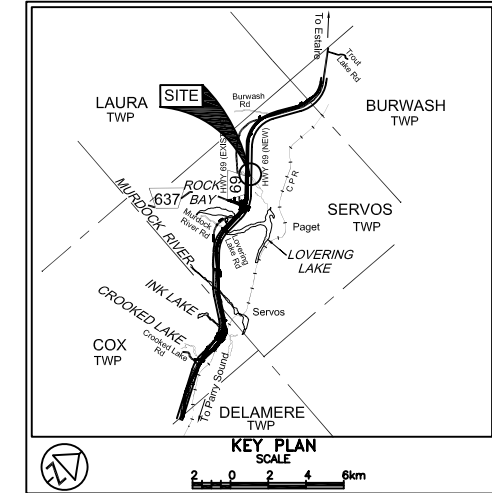 To Estaire
Trout
Lake Rd
Burwash
Rd
SITE
LAURA
TWP
BURWASH
TWP
HWY 69 (EXIST)
HWY 69 (NEW)
CPR
69
637
ROCK
BAY
MURDOCK RIVER
Murdock
River Rd
Lovering
Lake Rd
SERVOS
TWP
Paget
LOVERING
LAKE
INK LAKE
Servos
CROOKED LAKE
Crooked Lake
Rd
COX
TWP
To Parry Sound
DELAMERE
TWP
KEY PLAN
SCALE
2 0 2 4 6km
N